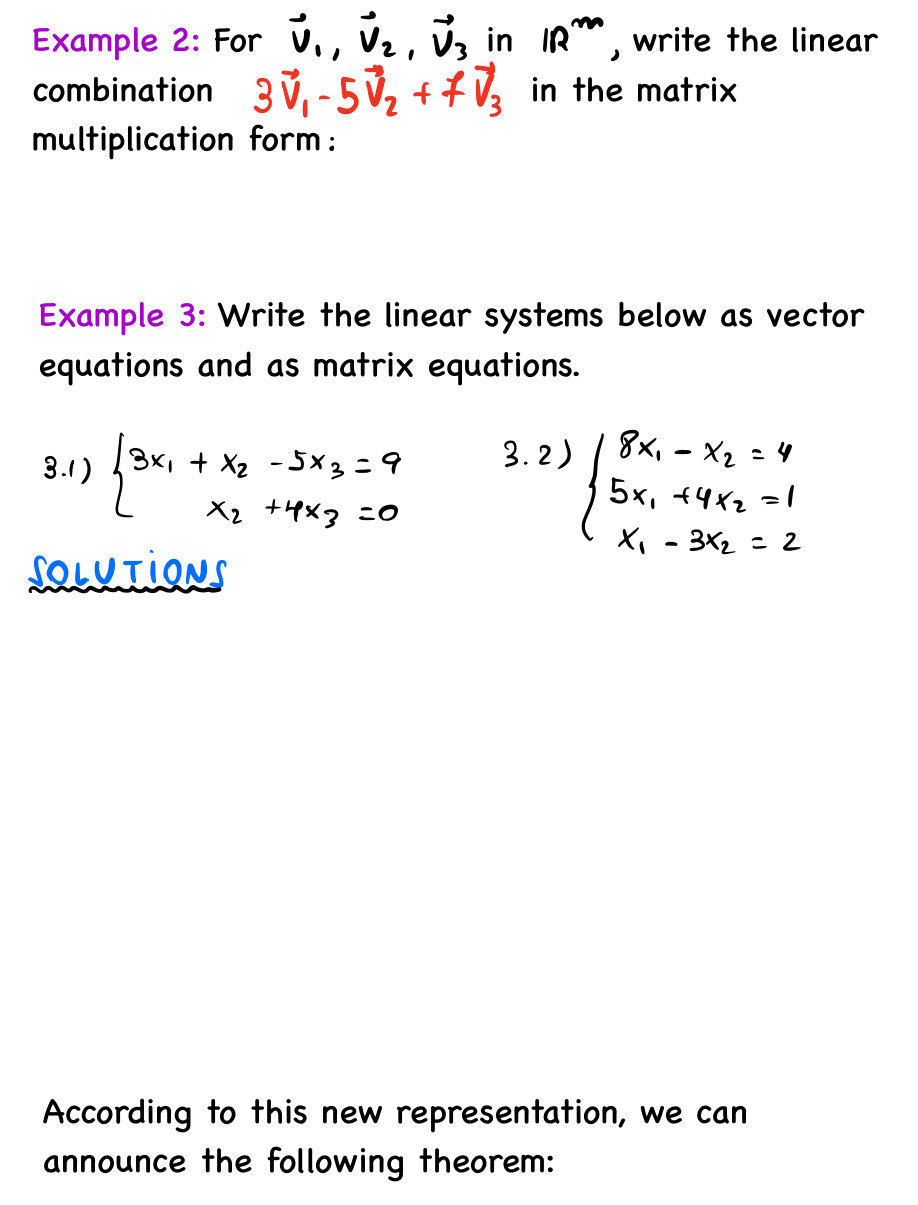 Example 2: For v⃗₁, v⃗₂, v⃗₃ in ℝᵐ, write the linear
combination 3v⃗₁ - 5v⃗₂ + 7v⃗₃ in the matrix
multiplication form:
Example 3: Write the linear systems below as vector
equations and as matrix equations.
3.1) { 3x₁ + x₂ - 5x₃ = 9
x₂ + 4x₃ = 0
3.2) { 8x₁ - x₂ = 4
5x₁ + 4x₂ = 1
x₁ - 3x₂ = 2
SOLUTIONS
According to this new representation, we can
announce the following theorem: